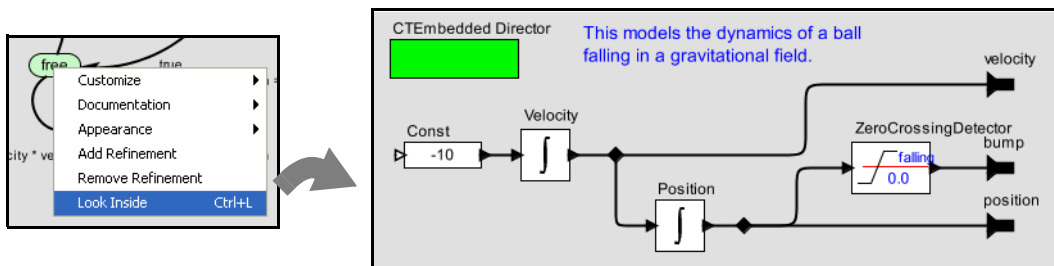 free
true
=
city * ve
Customize
Documentation
Appearance
Add Refinement
Remove Refinement
Look Inside Ctrl+L
CTEmbedded Director
This models the dynamics of a ball
falling in a gravitational field.
velocity
Const
-10
Velocity
ZeroCrossingDetector
bump
falling
0.0
Position
position